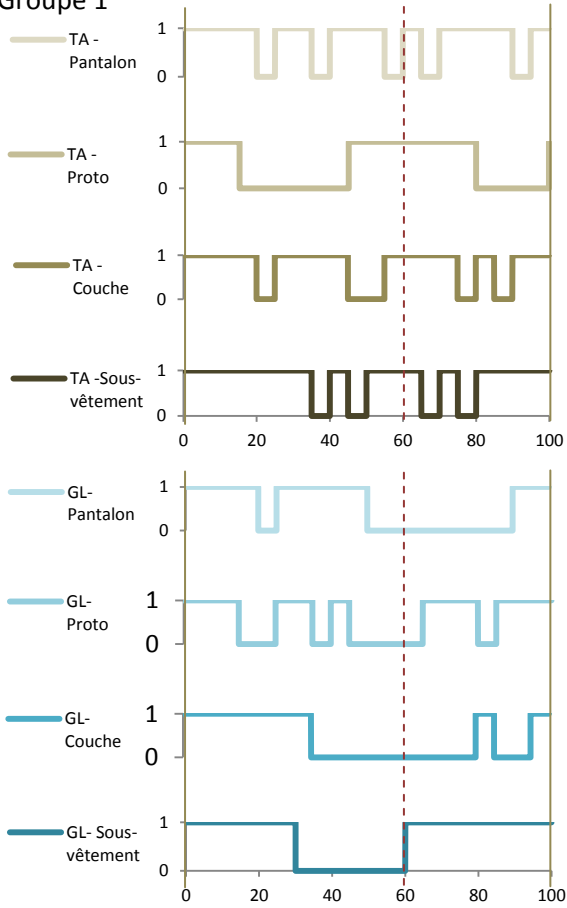 Groupe 1
TA -
Pantalon
1
0
TA -
Proto
1
0
TA -
Couche
1
0
TA -Sous-
vêtement
1
0
0 20 40 60 80 100
GL-
Pantalon
1
0
GL-
Proto
1
0
GL-
Couche
1
0
GL- Sous-
vêtement
1
0
0 20 40 60 80 100